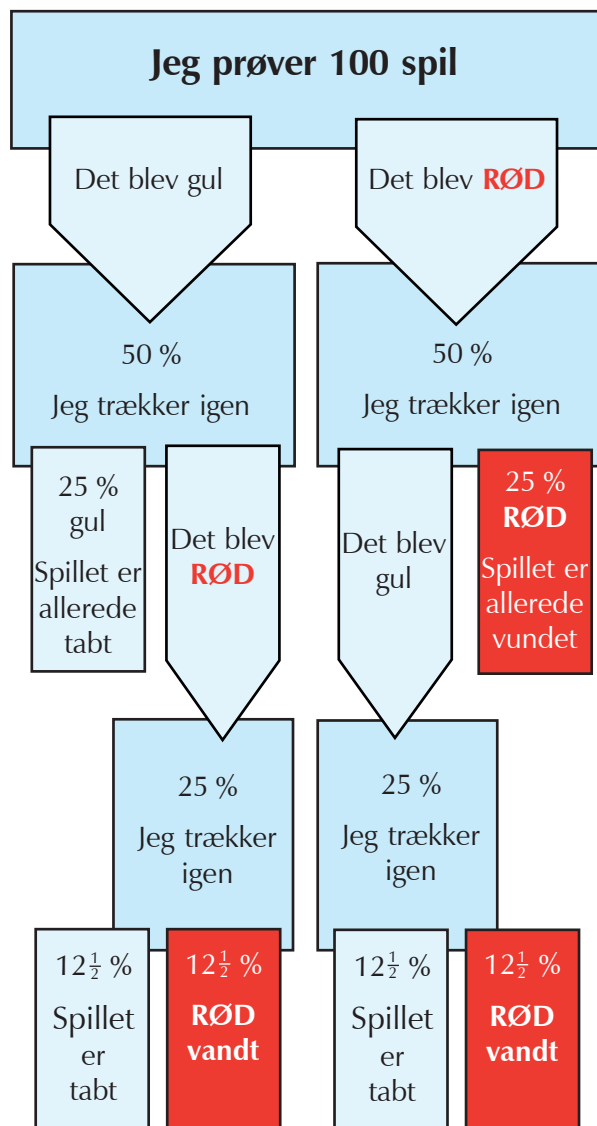 Jeg prøver 100 spil
Det blev gul
Det blev RØD
50 %
Jeg trækker igen
50 %
Jeg trækker igen
25 %
gul
Spillet er
allerede
tabt
Det blev
RØD
Det blev
gul
25 %
RØD
Spillet er
allerede
vundet
25 %
Jeg trækker
igen
25 %
Jeg trækker
igen
12½ %
Spillet
er
tabt
12½ %
RØD
vandt
12½ %
Spillet
er
tabt
12½ %
RØD
vandt